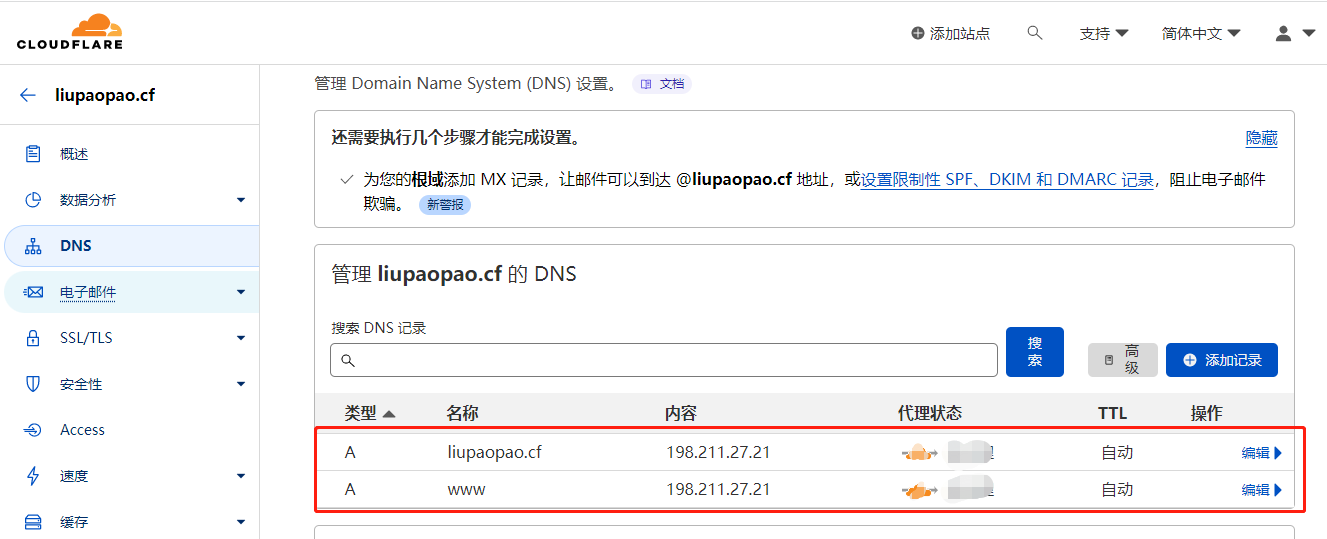 CLOUDFLARE
添加站点
支持
简体中文
liupaopao.cf
概述
数据分析
DNS
电子邮件
SSL/TLS
安全性
Access
速度
缓存
管理 Domain Name System (DNS) 设置。
文档
还需要执行几个步骤才能完成设置。
隐藏
为您的根域添加 MX 记录，让邮件可以到达 @liupaopao.cf 地址，或设置限制性 SPF、DKIM 和 DMARC 记录，阻止电子邮件
欺骗。 新警报
管理 liupaopao.cf 的 DNS
搜索 DNS 记录
搜
索
高
级
添加记录
类型 名称 内容 代理状态 TTL 操作
A liupaopao.cf 198.211.27.21 自动 编辑
A www 198.211.27.21 自动 编辑